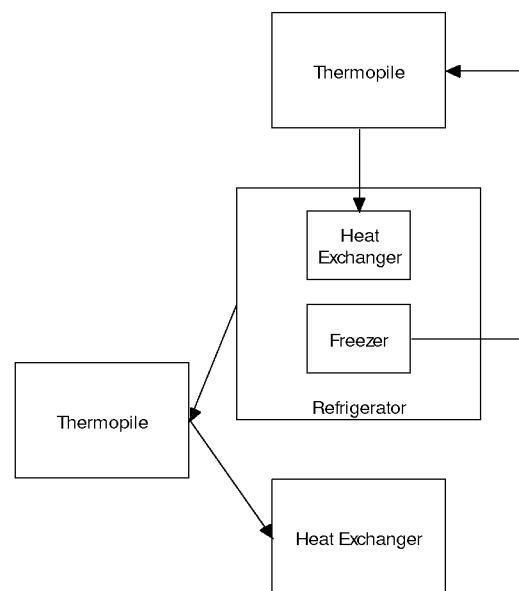 Thermopile
Heat
Exchanger
Freezer
Refrigerator
Thermopile
Heat Exchanger